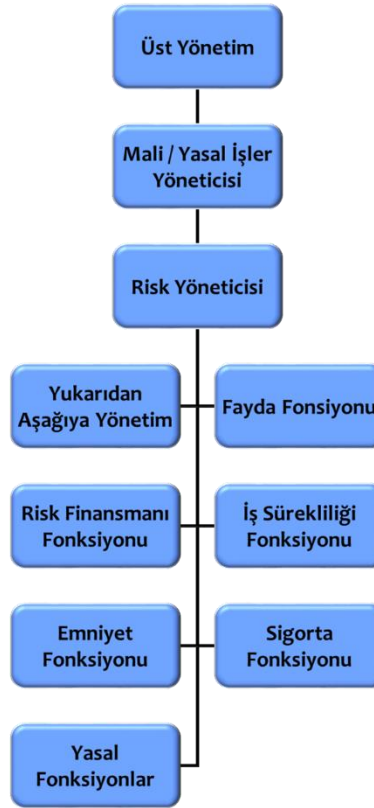 Üst Yönetim
Mali / Yasal İşler
Yöneticisi
Risk Yöneticisi
Yukarıdan
Aşağıya Yönetim
Fayda Fonsiyonu
Risk Finansmanı
Fonksiyonu
İş Sürekliliği
Fonksiyonu
Emniyet
Fonksiyonu
Sigorta
Fonksiyonu
Yasal
Fonksiyonlar